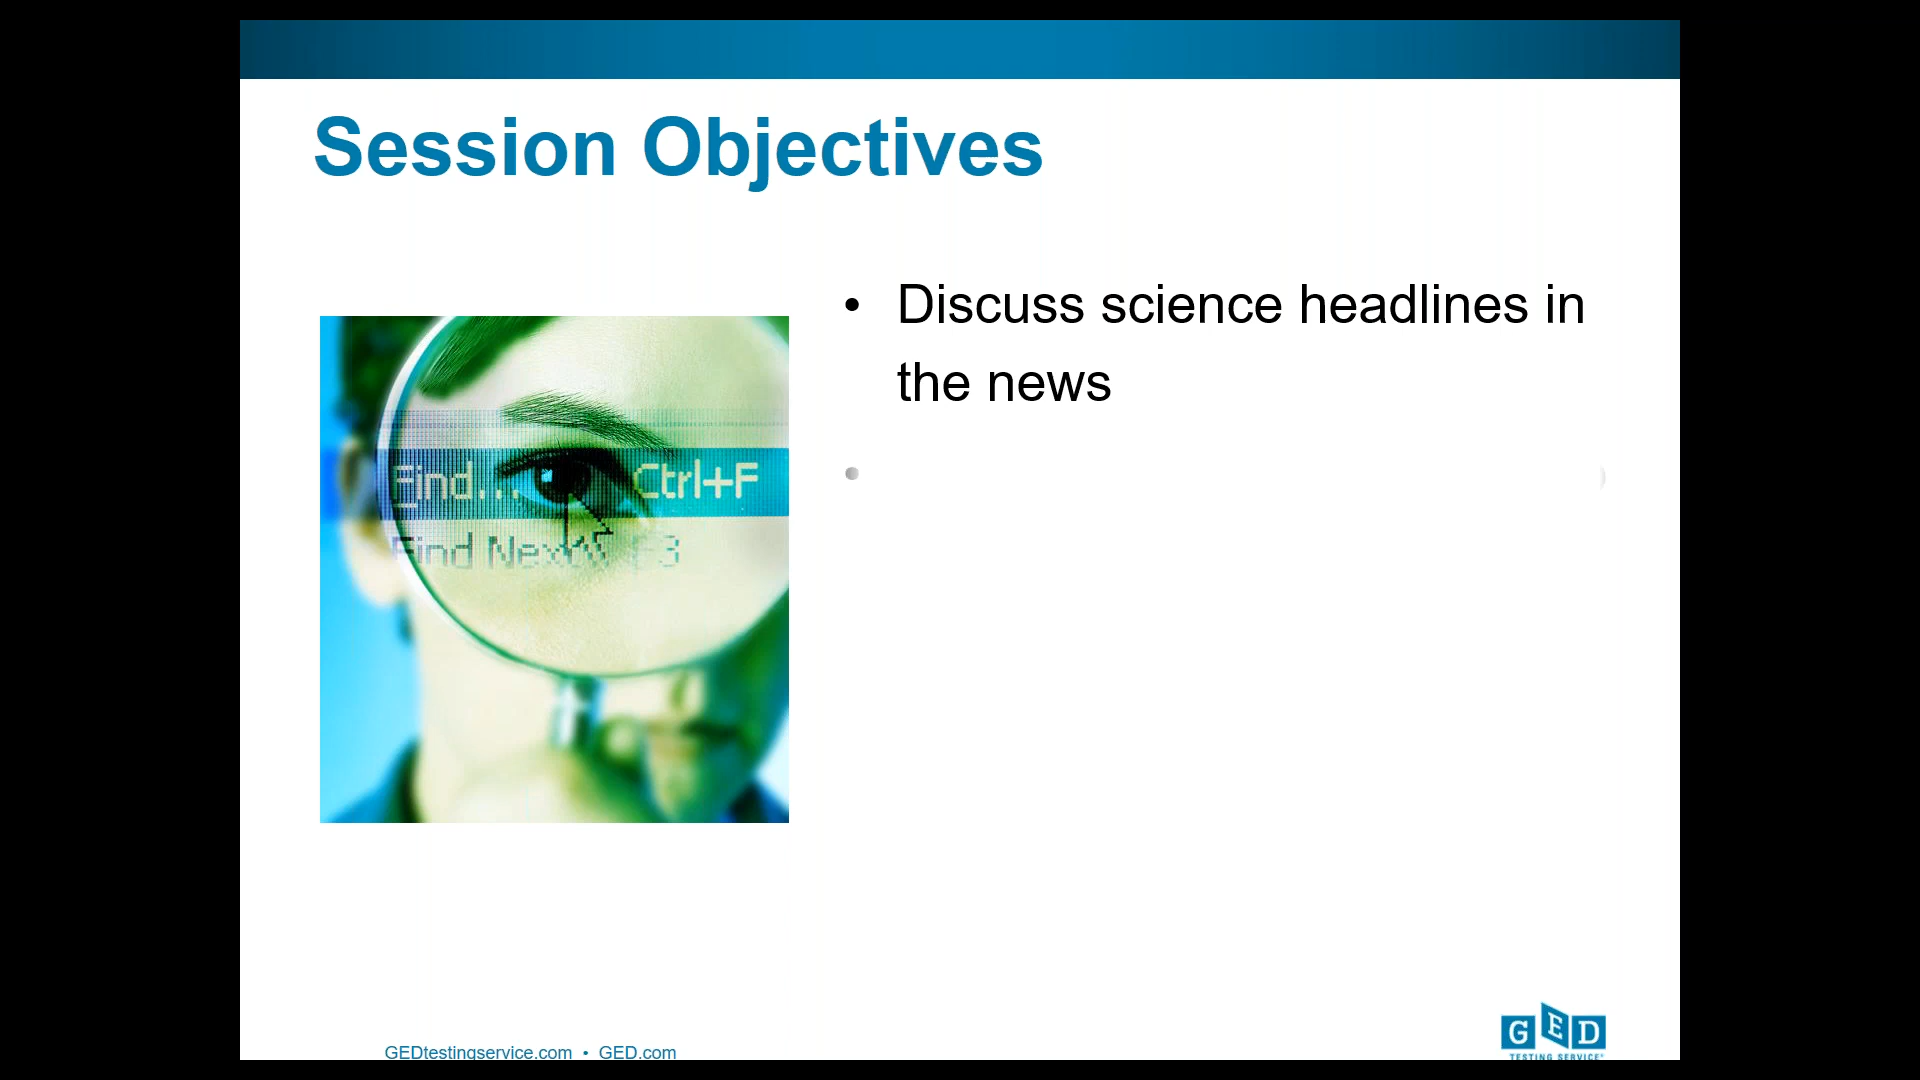 Session Objectives
• Discuss science headlines in
the news
•
Find... Ctrl+F
Find Next F3
GEDtestingservice.com • GED.com
GED
TESTING SERVICE®